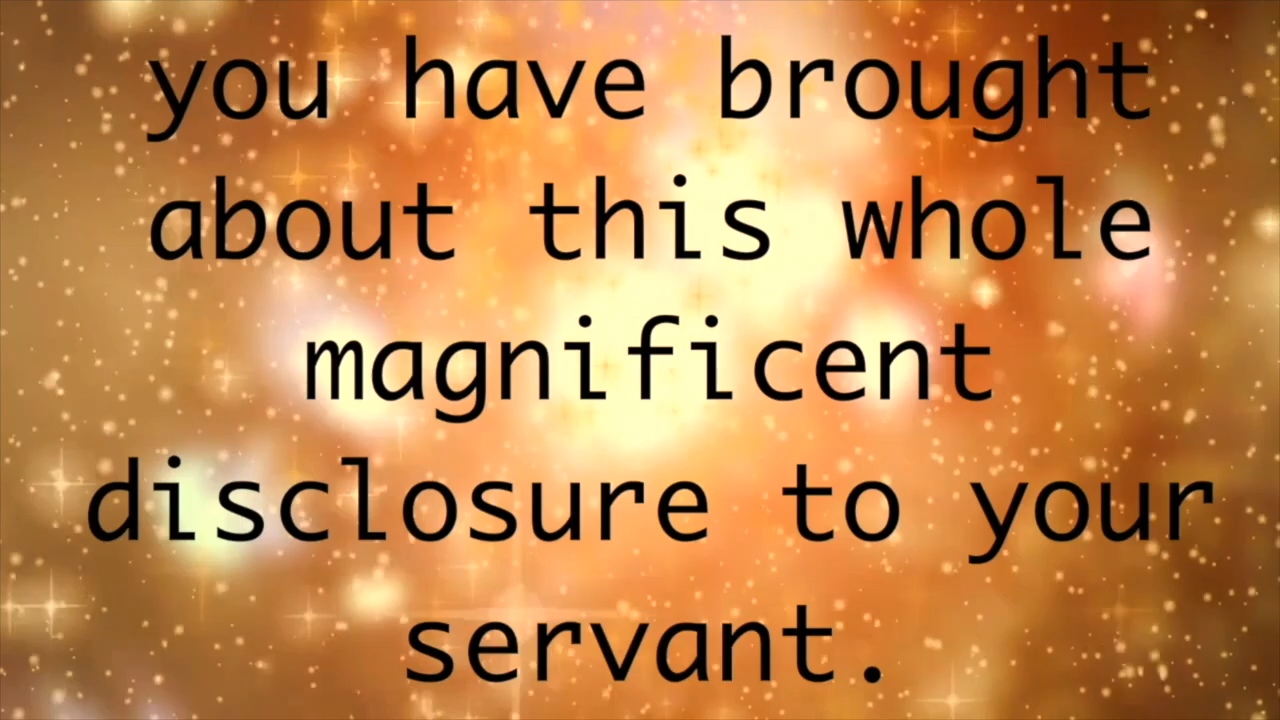 you have brought
about this whole
magnificent
disclosure to your
servant.